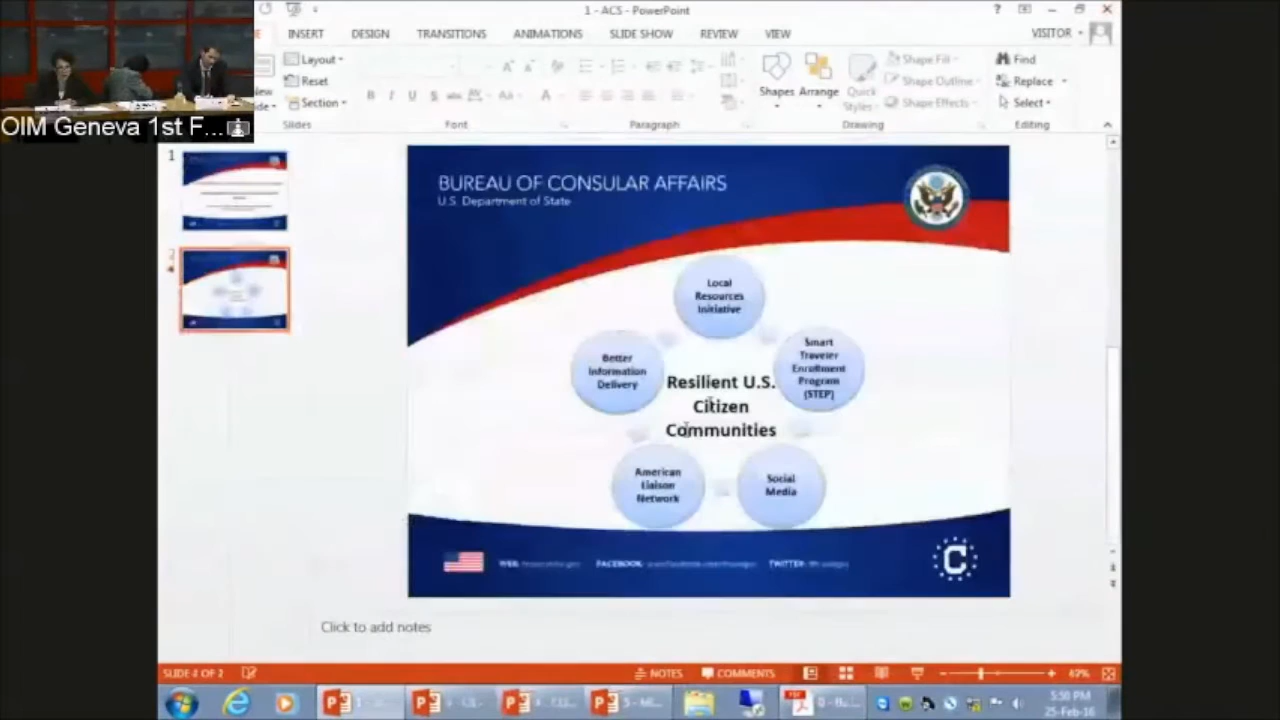 1 - ACS - PowerPoint
INSERT DESIGN TRANSITIONS ANIMATIONS SLIDE SHOW REVIEW VIEW VISITOR
Layout
Reset
Section
Slides
Font
Paragraph
Shapes Arrange Quick Styles
Shape Fill
Shape Outline
Shape Effects
Drawing
Find
Replace
Select
Editing
OIM Geneva 1st F...
1
2
BUREAU OF CONSULAR AFFAIRS
U.S. Department of State
Local
Resources
Initiative
Better
Information
Delivery
Smart
Traveler
Enrollment
Program
(STEP)
Resilient U.S.
Citizen
Communities
American
Liaison
Network
Social
Media
WEB FACEBOOK TWITTER
C
Click to add notes
NOTES COMMENTS
5:50 PM
25-Feb-16